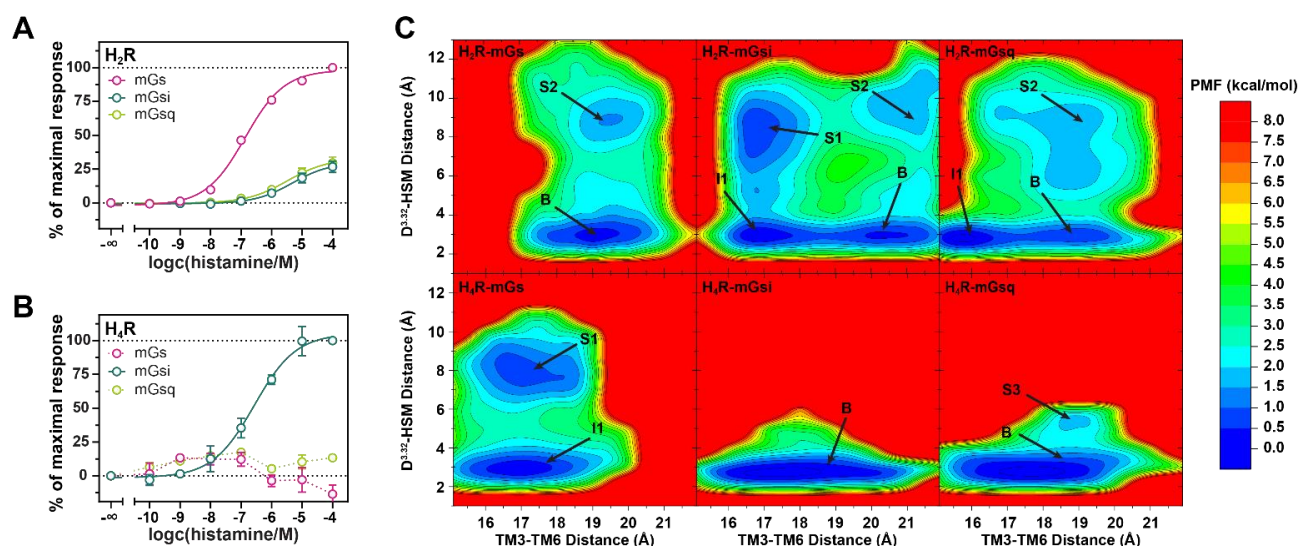 A
H₂R
mGs
mGsi
mGsq
% of maximal response
100
75
50
25
0
-∞ -10 -9 -8 -7 -6 -5 -4
logc(histamine/M)
B
H₄R
mGs
mGsi
mGsq
% of maximal response
100
75
50
25
0
-∞ -10 -9 -8 -7 -6 -5 -4
logc(histamine/M)
C
H₂R-mGs H₂R-mGsi H₂R-mGsq
S2 S2 S2
S1
B I1 B I1 B
D³·³²-HSM Distance (Å)
12
10
8
6
4
2
H₄R-mGs H₄R-mGsi H₄R-mGsq
S1 S3
I1 B B
D³·³²-HSM Distance (Å)
12
10
8
6
4
2
16 17 18 19 20 21 16 17 18 19 20 21 16 17 18 19 20 21
TM3-TM6 Distance (Å) TM3-TM6 Distance (Å) TM3-TM6 Distance (Å)
PMF (kcal/mol)
8.0
7.5
7.0
6.5
6.0
5.5
5.0
4.5
4.0
3.5
3.0
2.5
2.0
1.5
1.0
0.5
0.0